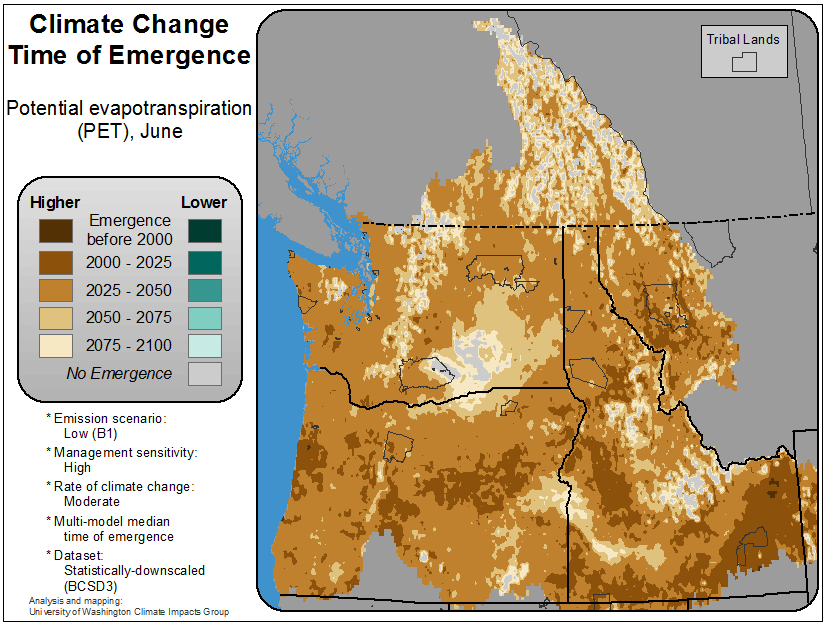 Climate Change
Time of Emergence
Potential evapotranspiration
(PET), June
Higher
Lower
Emergence
before 2000
2000 - 2025
2025 - 2050
2050 - 2075
2075 - 2100
No Emergence
* Emission scenario:
Low (B1)
* Management sensitivity:
High
* Rate of climate change:
Moderate
* Multi-model median
time of emergence
* Dataset:
Statistically-downscaled
(BCSD3)
Analysis and mapping:
University of Washington Climate Impacts Group
Tribal Lands